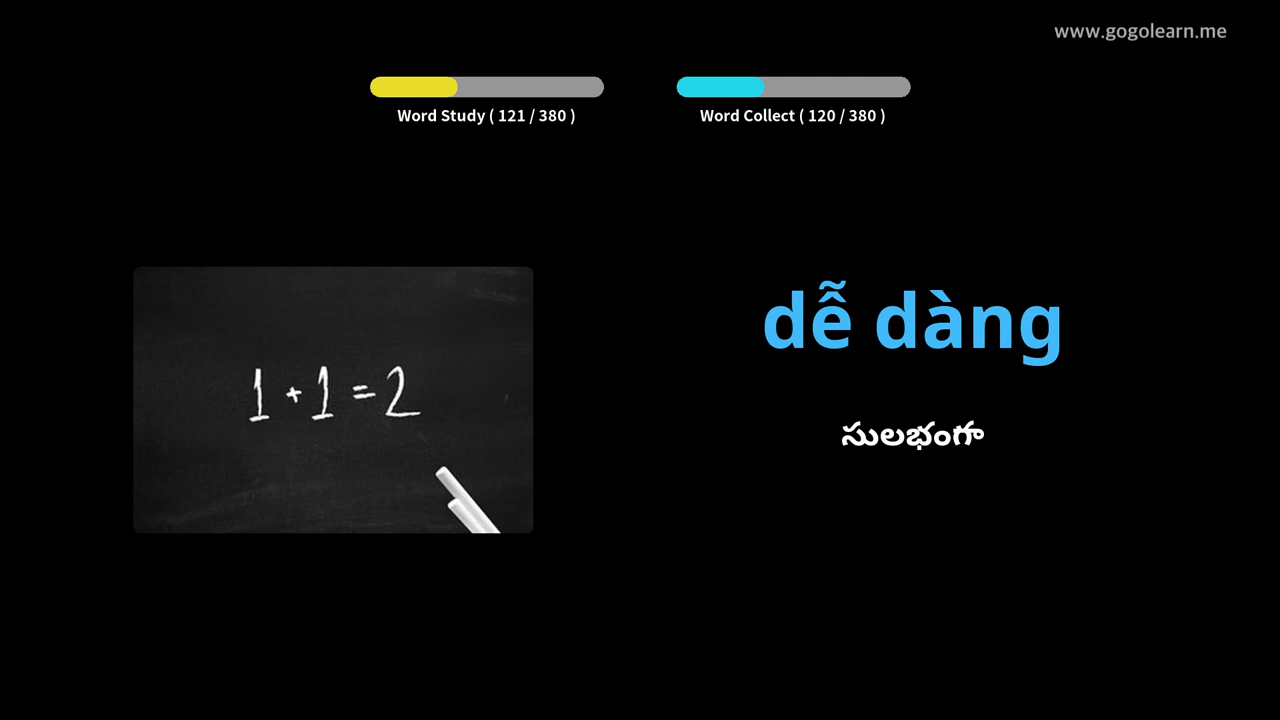 www.gogolearn.me
Word Study ( 121 / 380 )
Word Collect ( 120 / 380 )
1 + 1 = 2
dễ dàng
సులభంగా